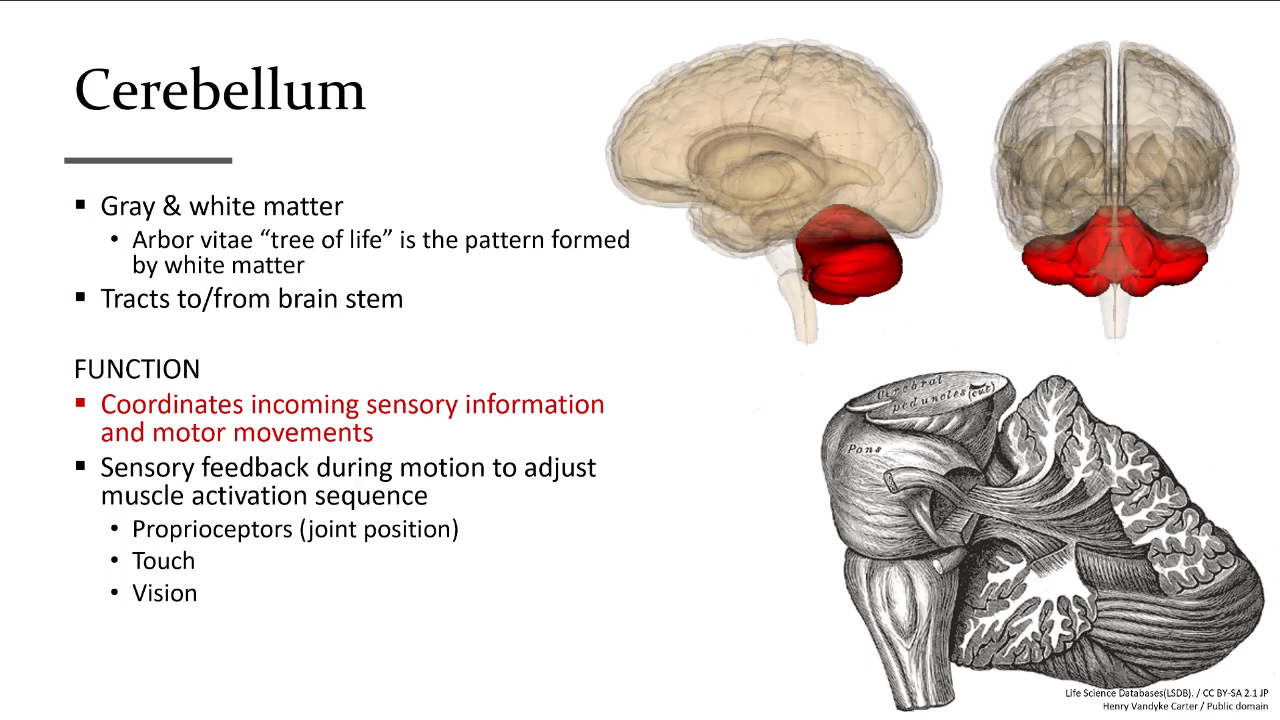 Cerebellum
▪ Gray & white matter
• Arbor vitae “tree of life” is the pattern formed
by white matter
▪ Tracts to/from brain stem
FUNCTION
▪ Coordinates incoming sensory information
and motor movements
▪ Sensory feedback during motion to adjust
muscle activation sequence
• Proprioceptors (joint position)
• Touch
• Vision
Cerebral
peduncles (cut)
Pons
Life Science Databases(LSDB). / CC BY-SA 2.1 JP
Henry Vandyke Carter / Public domain